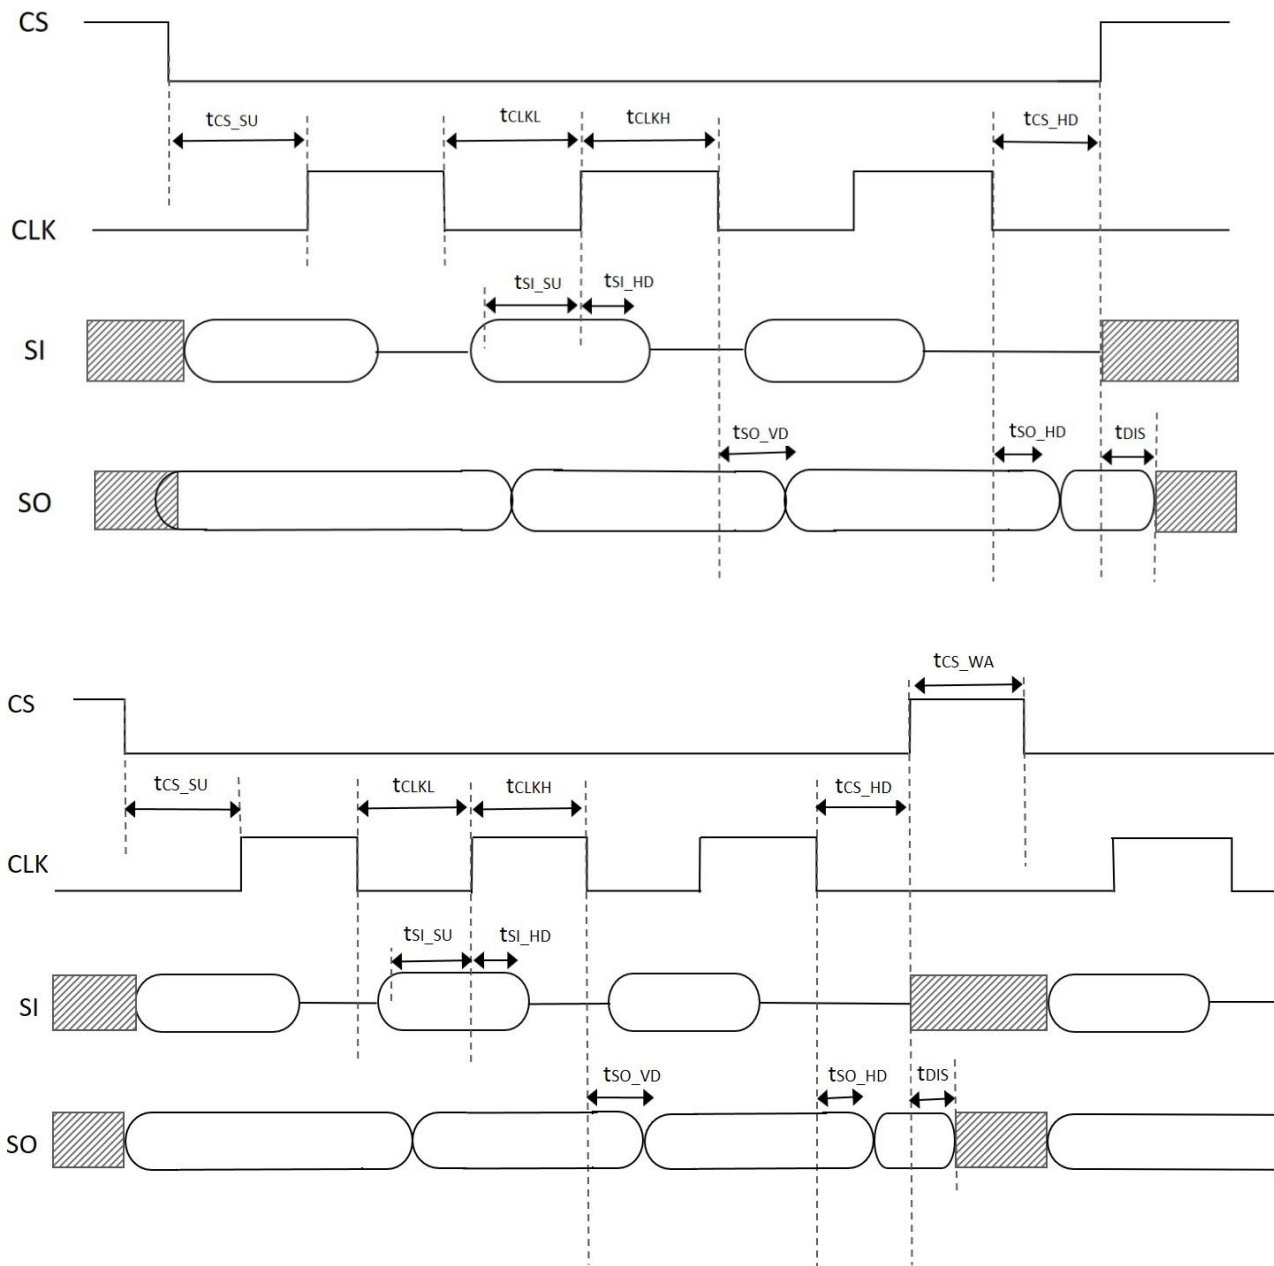 CS
tCS_SU
tCLKL
tCLKH
tCS_HD
CLK
tSI_SU
tSI_HD
SI
tSO_VD
tSO_HD
tDIS
SO
tCS_WA
CS
tCS_SU
tCLKL
tCLKH
tCS_HD
CLK
tSI_SU
tSI_HD
SI
tSO_VD
tSO_HD
tDIS
SO